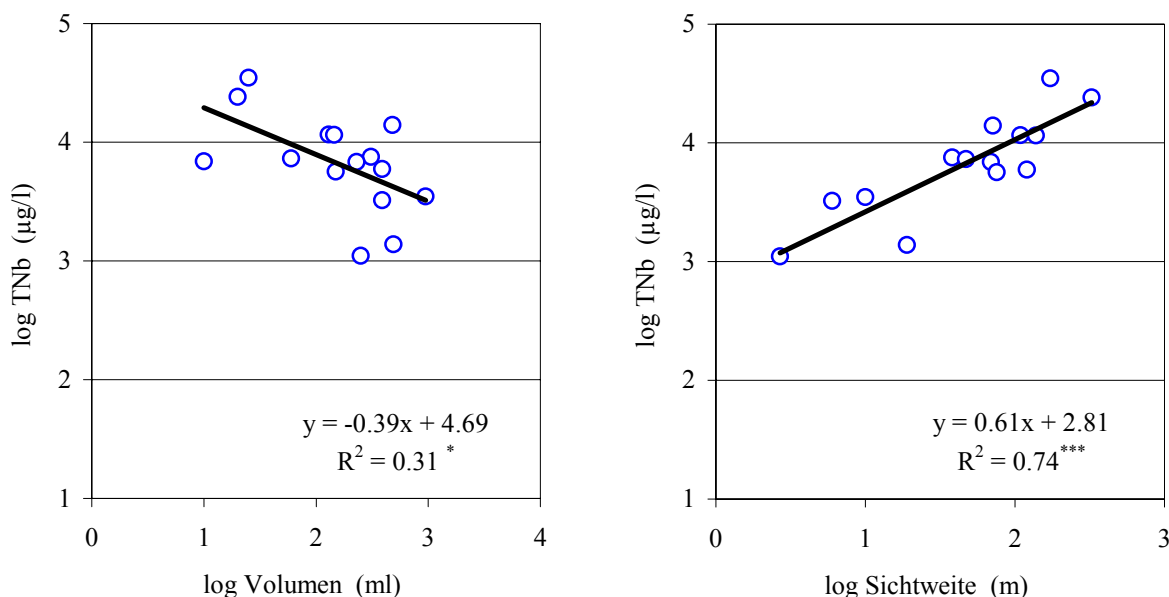 5
4
3
2
1
log TNb (µg/l)
y = -0.39x + 4.69
R² = 0.31 *
0 1 2 3 4
log Volumen (ml)
5
4
3
2
1
log TNb (µg/l)
y = 0.61x + 2.81
R² = 0.74***
0 1 2 3
log Sichtweite (m)